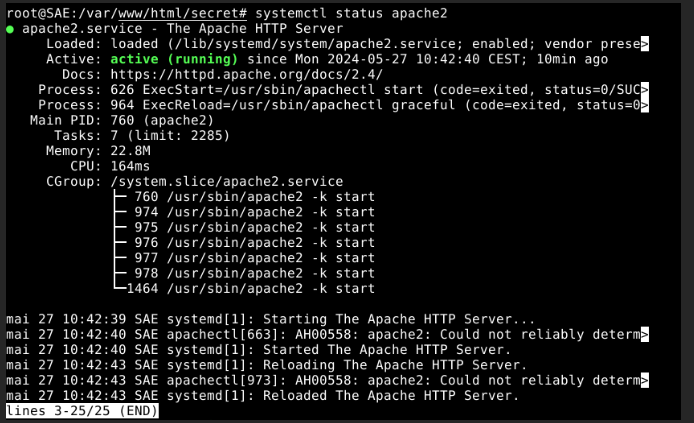 root@SAE:/var/www/html/secret# systemctl status apache2
● apache2.service - The Apache HTTP Server
     Loaded: loaded (/lib/systemd/system/apache2.service; enabled; vendor prese>
     Active: active (running) since Mon 2024-05-27 10:42:40 CEST; 10min ago
       Docs: https://httpd.apache.org/docs/2.4/
    Process: 626 ExecStart=/usr/sbin/apachectl start (code=exited, status=0/SUC>
    Process: 964 ExecReload=/usr/sbin/apachectl graceful (code=exited, status=0>
   Main PID: 760 (apache2)
      Tasks: 7 (limit: 2285)
     Memory: 22.8M
        CPU: 164ms
     CGroup: /system.slice/apache2.service
             ├─ 760 /usr/sbin/apache2 -k start
             ├─ 974 /usr/sbin/apache2 -k start
             ├─ 975 /usr/sbin/apache2 -k start
             ├─ 976 /usr/sbin/apache2 -k start
             ├─ 977 /usr/sbin/apache2 -k start
             ├─ 978 /usr/sbin/apache2 -k start
             └─1464 /usr/sbin/apache2 -k start

mai 27 10:42:39 SAE systemd[1]: Starting The Apache HTTP Server...
mai 27 10:42:40 SAE apachectl[663]: AH00558: apache2: Could not reliably determ>
mai 27 10:42:40 SAE systemd[1]: Started The Apache HTTP Server.
mai 27 10:42:43 SAE systemd[1]: Reloading The Apache HTTP Server.
mai 27 10:42:43 SAE apachectl[973]: AH00558: apache2: Could not reliably determ>
mai 27 10:42:43 SAE systemd[1]: Reloaded The Apache HTTP Server.
lines 3-25/25 (END)